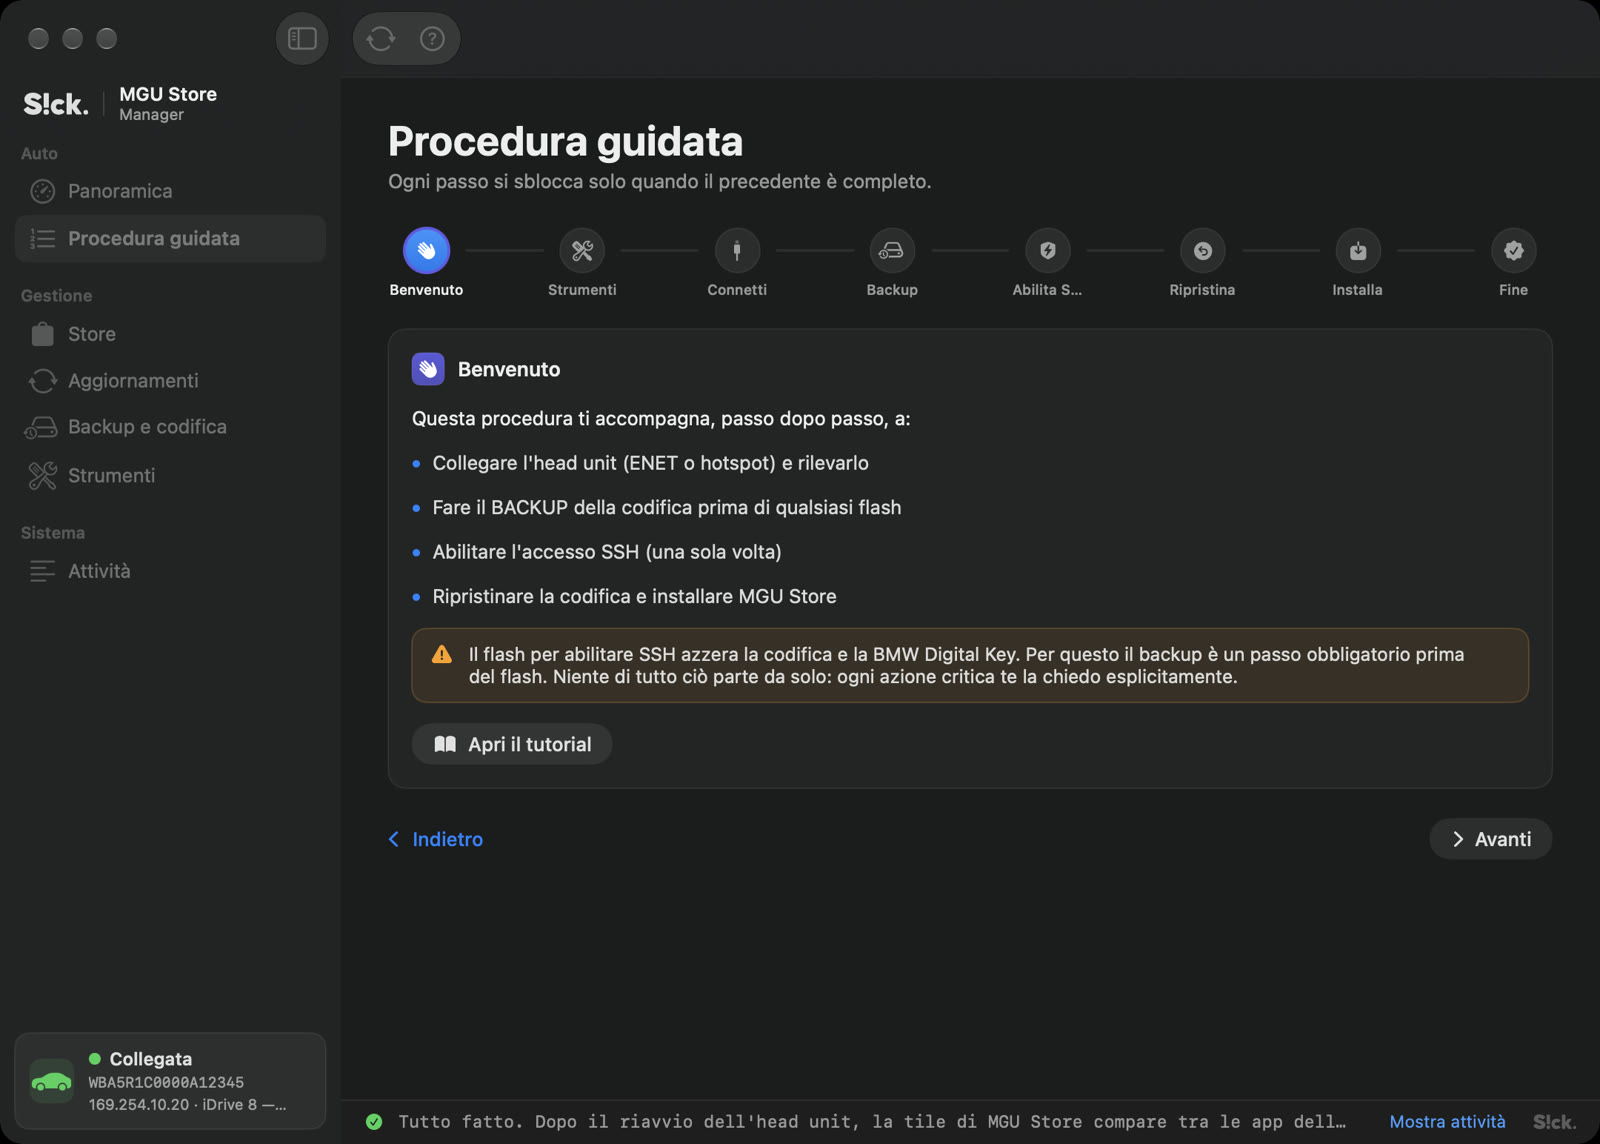 S!ck.
MGU Store
Manager
Auto
Panoramica
Procedura guidata
Gestione
Store
Aggiornamenti
Backup e codifica
Strumenti
Sistema
Attività
Collegata
WBA5R1C0000A12345
169.254.10.20 · iDrive 8 —...
Procedura guidata
Ogni passo si sblocca solo quando il precedente è completo.
Benvenuto
Strumenti
Connetti
Backup
Abilita S...
Ripristina
Installa
Fine
Benvenuto
Questa procedura ti accompagna, passo dopo passo, a:
• Collegare l'head unit (ENET o hotspot) e rilevarlo
• Fare il BACKUP della codifica prima di qualsiasi flash
• Abilitare l'accesso SSH (una sola volta)
• Ripristinare la codifica e installare MGU Store
Il flash per abilitare SSH azzera la codifica e la BMW Digital Key. Per questo il backup è un passo obbligatorio prima
del flash. Niente di tutto ciò parte da solo: ogni azione critica te la chiedo esplicitamente.
Apri il tutorial
Indietro
Avanti
Tutto fatto. Dopo il riavvio dell'head unit, la tile di MGU Store compare tra le app dell…
Mostra attività
S!ck.